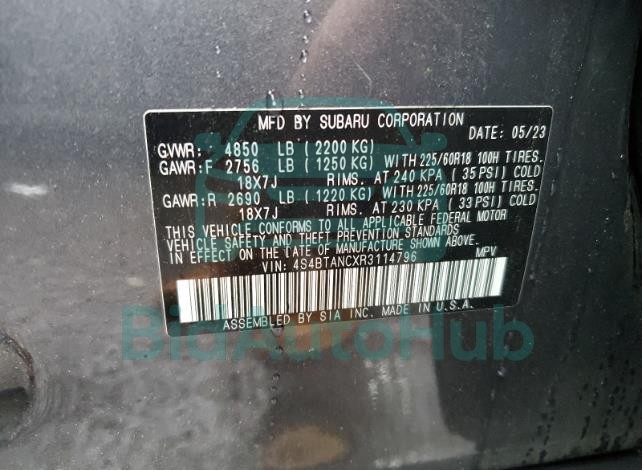 MFD BY SUBARU CORPORATION
DATE: 05/23
GVWR: 4850 LB (2200 KG)
GAWR:F 2756 LB (1250 KG) WITH 225/60R18 100H TIRES.
18X7J RIMS. AT 240 KPA (35 PSI) COLD
GAWR:R 2690 LB (1220 KG) WITH 225/60R18 100H TIRES.
18X7J RIMS. AT 230 KPA (33 PSI) COLD
THIS VEHICLE CONFORMS TO ALL APPLICABLE FEDERAL MOTOR
VEHICLE SAFETY AND BUMPER STANDARDS
IN EFFECT ON THE DATE OF MANUFACTURE SHOWN ABOVE.
VIN: 4S4BTANCXR3114796 MPV
ASSEMBLED BY SIA INC. MADE IN U.S.A.
BidAutoHub